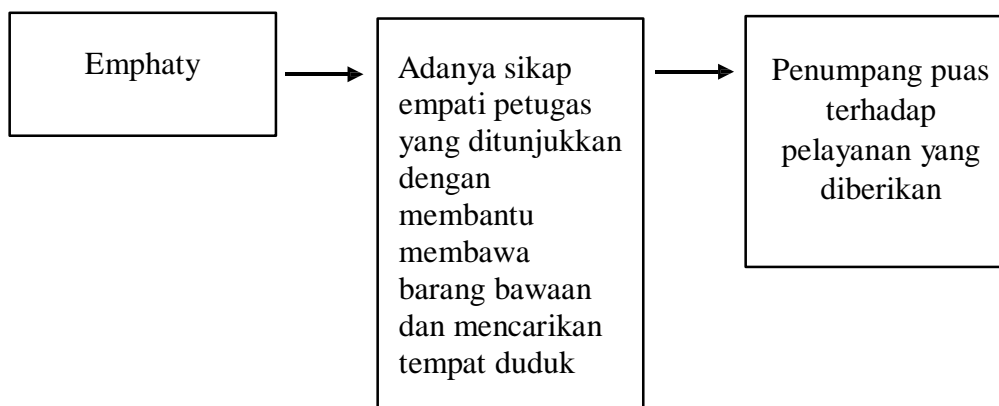 Emphaty
Adanya sikap
empati petugas
yang ditunjukkan
dengan
membantu
membawa
barang bawaan
dan mencarikan
tempat duduk
Penumpang puas
terhadap
pelayanan yang
diberikan